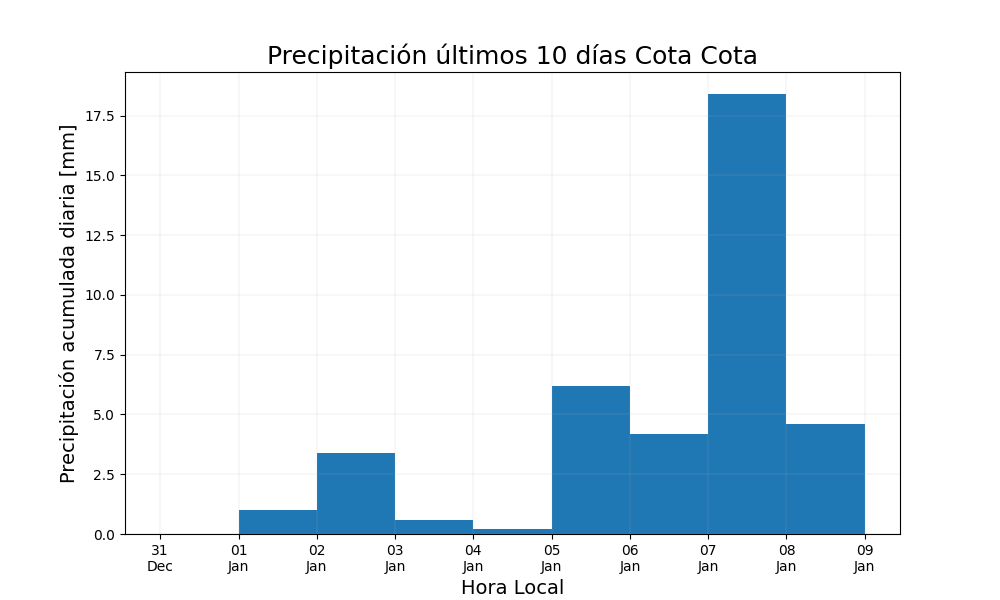 Precipitación últimos 10 días Cota Cota
Precipitación acumulada diaria [mm]
17.5
15.0
12.5
10.0
7.5
5.0
2.5
0.0
31 01 02 03 04 05 06 07 08 09
Dec Jan Jan Jan Jan Jan Jan Jan Jan Jan
Hora Local